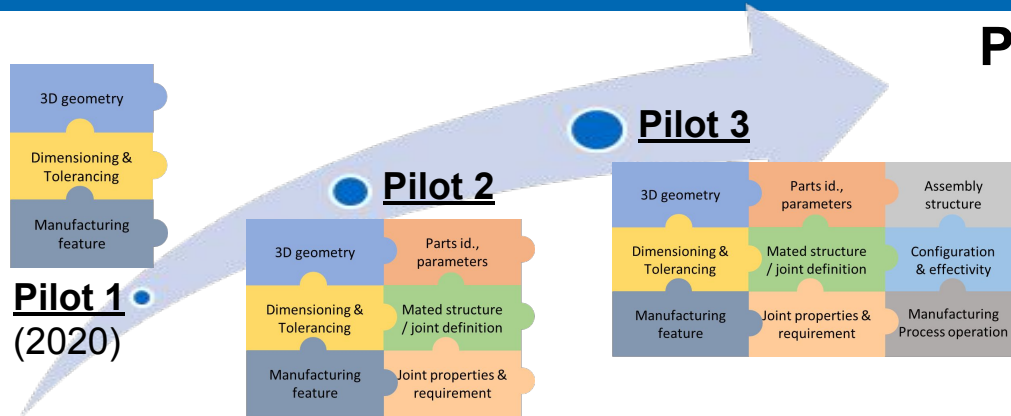 P
3D geometry
Dimensioning &
Tolerancing
Manufacturing
feature
Pilot 1
(2020)
Pilot 2
3D geometry
Parts id.,
parameters
Dimensioning &
Tolerancing
Mated structure
/ joint definition
Manufacturing
feature
Joint properties &
requirement
Pilot 3
3D geometry
Parts id.,
parameters
Assembly
structure
Dimensioning &
Tolerancing
Mated structure
/ joint definition
Configuration
& effectivity
Manufacturing
feature
Joint properties &
requirement
Manufacturing
Process operation